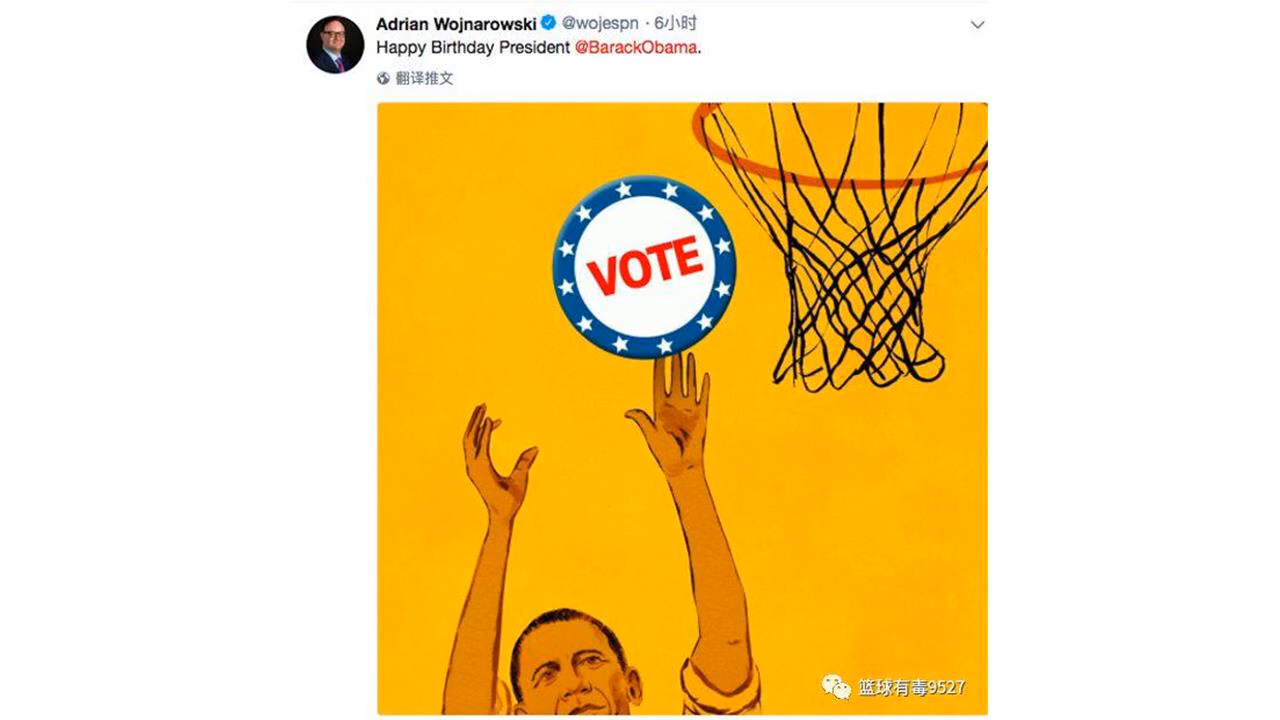 Adrian Wojnarowski @wojespn · 6小时
Happy Birthday President @BarackObama.
翻译推文
VOTE
篮球有毒9527